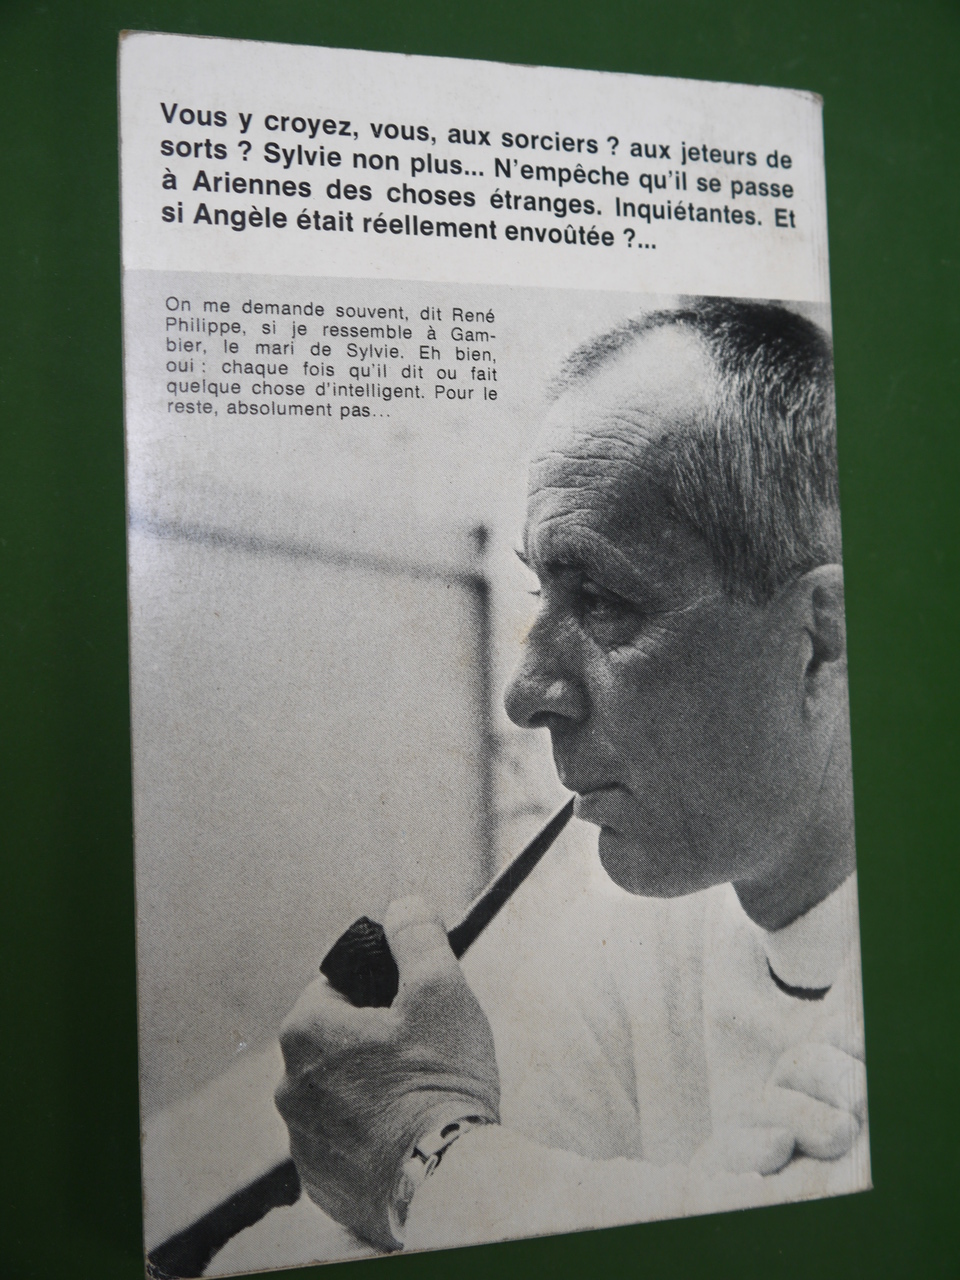 Vous y croyez, vous, aux sorciers ? aux jeteurs de
sorts ? Sylvie non plus... N'empêche qu'il se passe
à Ariennes des choses étranges. Inquiétantes. Et
si Angèle était réellement envoûtée ?...
On me demande souvent, dit René
Philippe, si je ressemble à Gam-
bier, le mari de Sylvie. Eh bien,
oui : chaque fois qu'il dit ou fait
quelque chose d'intelligent. Pour le
reste, absolument pas...